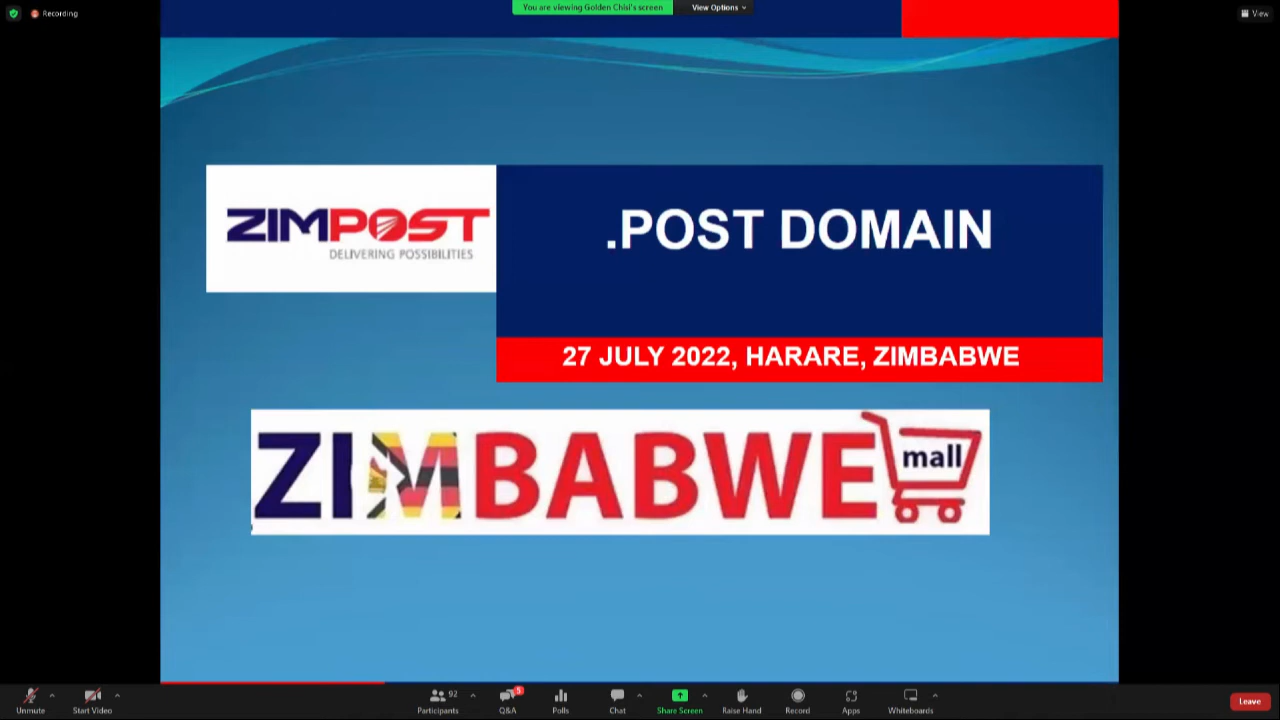 Recording
You are viewing Golden Chisi's screen
View Options
View
ZIMPOST
DELIVERING POSSIBILITIES
.POST DOMAIN
27 JULY 2022, HARARE, ZIMBABWE
ZIMBABWE mall
Unmute
Start Video
92
Participants
5
Q&A
Polls
Chat
Share Screen
Raise Hand
Record
Apps
Whiteboards
Leave